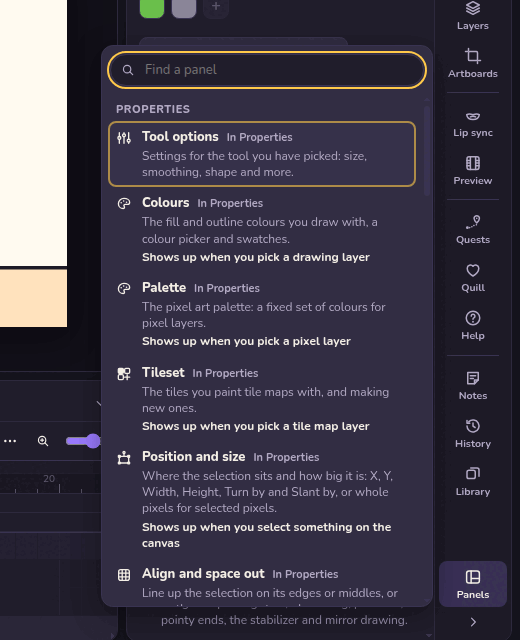 Layers
Artboards
Lip sync
Preview
Quests
Quill
Help
Notes
History
Library
Panels
Find a panel
PROPERTIES
Tool options In Properties
Settings for the tool you have picked: size,
smoothing, shape and more.
Colours In Properties
The fill and outline colours you draw with, a
colour picker and swatches.
Shows up when you pick a drawing layer
Palette In Properties
The pixel art palette: a fixed set of colours for
pixel layers.
Shows up when you pick a pixel layer
Tileset In Properties
The tiles you paint tile maps with, and making
new ones.
Shows up when you pick a tile map layer
Position and size In Properties
Where the selection sits and how big it is: X, Y,
Width, Height, Turn by and Slant by, or whole
pixels for selected pixels.
Shows up when you select something on the
canvas
Align and space out In Properties
Line up the selection on its edges or middles, or
pointy ends, the stabilizer and mirror drawing.
20